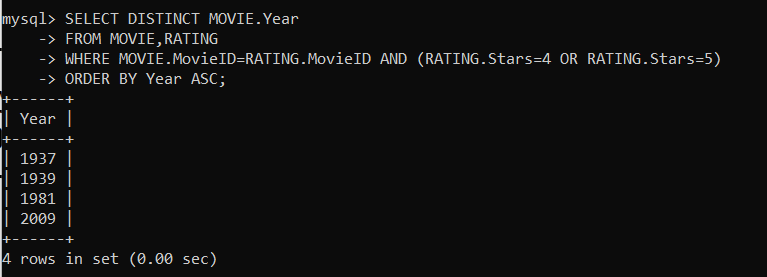 mysql> SELECT DISTINCT MOVIE.Year
    -> FROM MOVIE,RATING
    -> WHERE MOVIE.MovieID=RATING.MovieID AND (RATING.Stars=4 OR RATING.Stars=5)
    -> ORDER BY Year ASC;
+------+
| Year |
+------+
| 1937 |
| 1939 |
| 1981 |
| 2009 |
+------+
4 rows in set (0.00 sec)